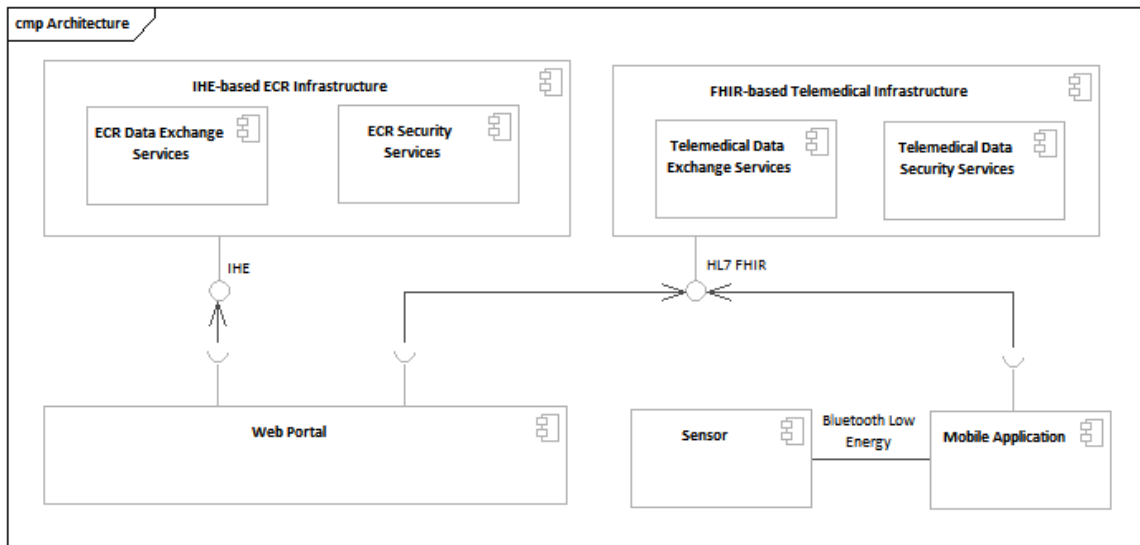 cmp Architecture
IHE-based ECR Infrastructure
ECR Data Exchange
Services
ECR Security
Services
FHIR-based Telemedical Infrastructure
Telemedical Data
Exchange Services
Telemedical Data
Security Services
IHE
HL7 FHIR
Web Portal
Sensor
Bluetooth Low
Energy
Mobile Application